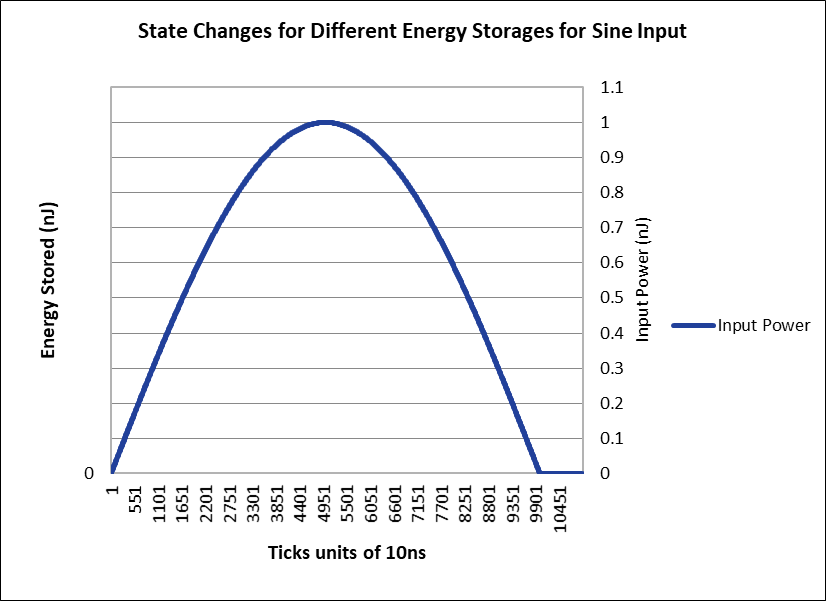 State Changes for Different Energy Storages for Sine Input
Energy Stored (nJ)
0
1.1
1
0.9
0.8
0.7
0.6
0.5
0.4
0.3
0.2
0.1
0
Input Power (nJ)
Input Power
1 551 1101 1651 2201 2751 3301 3851 4401 4951 5501 6051 6601 7151 7701 8251 8801 9351 9901 10451
Ticks units of 10ns